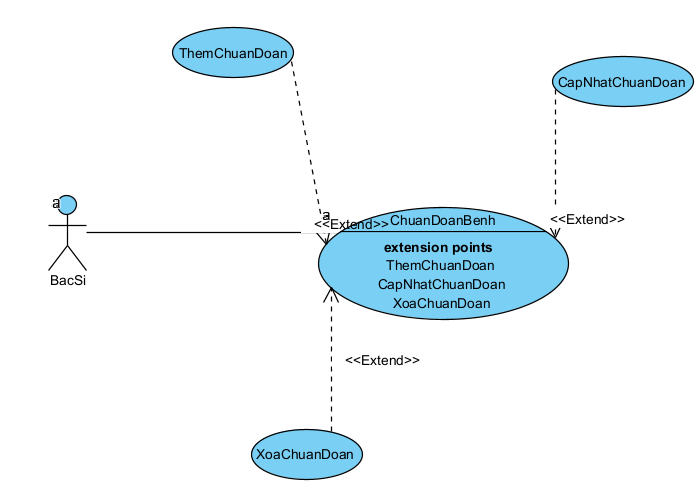 ThemChuanDoan
CapNhatChuanDoan
a
BacSi
a
<<Extend>>
<<Extend>>
ChuanDoanBenh
extension points
ThemChuanDoan
CapNhatChuanDoan
XoaChuanDoan
<<Extend>>
XoaChuanDoan